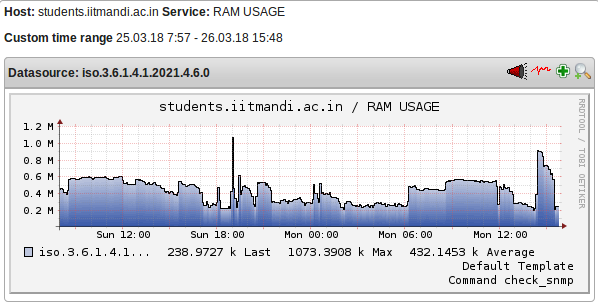 Host: students.iitmandi.ac.in Service: RAM USAGE
Custom time range 25.03.18 7:57 - 26.03.18 15:48
Datasource: iso.3.6.1.4.1.2021.4.6.0
students.iitmandi.ac.in / RAM USAGE
RRDTOOL / TOBI OETIKER
1.2 M
1.0 M
0.8 M
0.6 M
0.4 M
0.2 M
Sun 12:00 Sun 18:00 Mon 00:00 Mon 06:00 Mon 12:00
iso.3.6.1.4.1... 238.9727 k Last 1073.3908 k Max 432.1453 k Average
Default Template
Command check_snmp